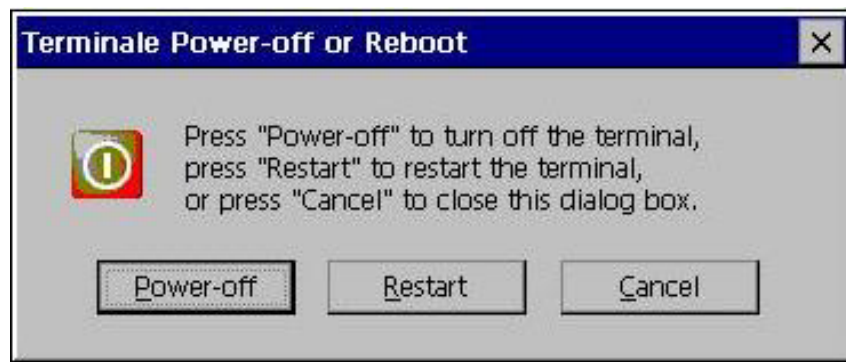 Terminale Power-off or Reboot
Press "Power-off" to turn off the terminal,
press "Restart" to restart the terminal,
or press "Cancel" to close this dialog box.
Power-off Restart Cancel